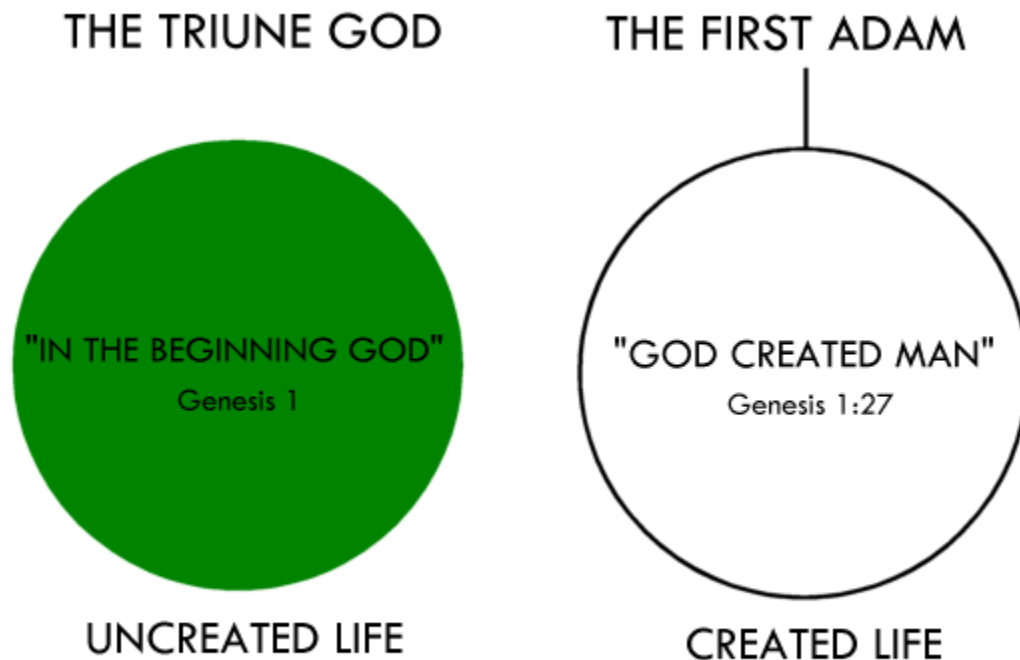 THE TRIUNE GOD
"IN THE BEGINNING GOD"
Genesis 1
UNCREATED LIFE
THE FIRST ADAM
"GOD CREATED MAN"
Genesis 1:27
CREATED LIFE